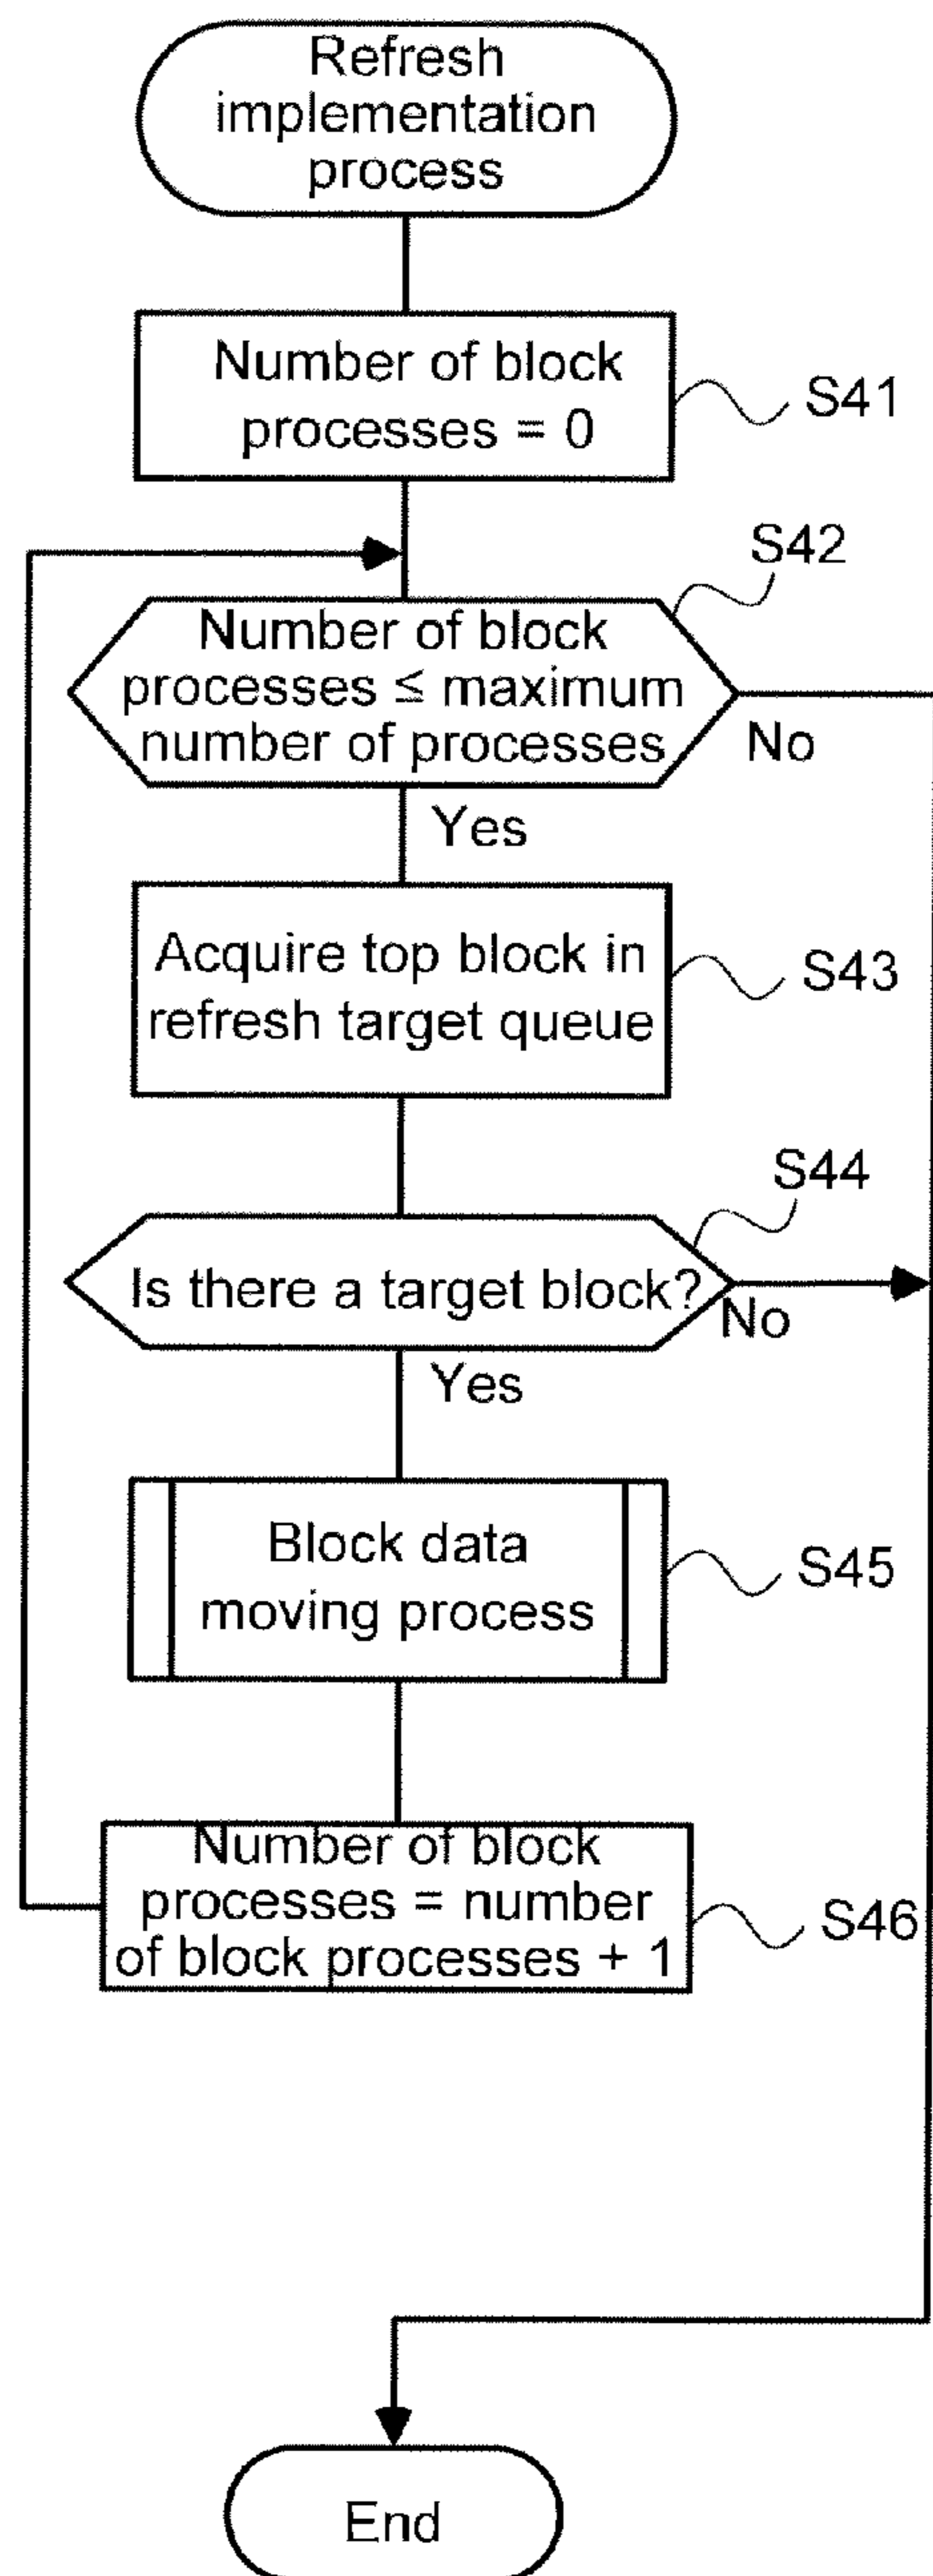 Refresh
implementation
process
Number of block
processes = 0
S41
S42
Number of block
processes ≤ maximum
number of processes
No
Yes
Acquire top block in
refresh target queue
S43
S44
Is there a target block?
No
Yes
Block data
moving process
S45
Number of block
processes = number
of block processes + 1
S46
End